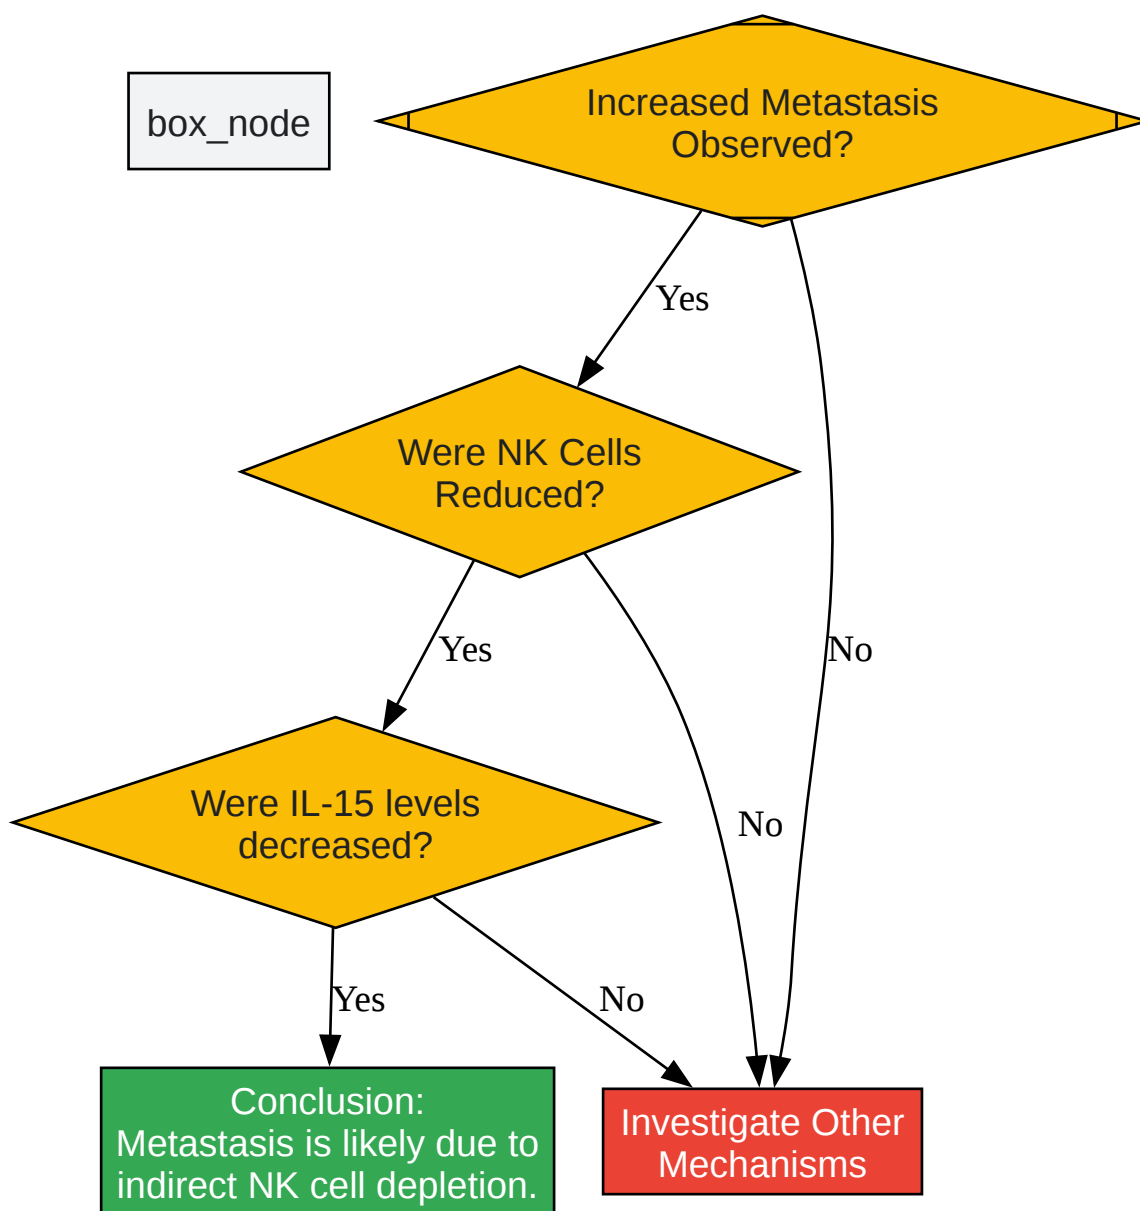 box_node
Increased Metastasis
Observed?
Yes
Were NK Cells
Reduced?
Yes
No
Were IL-15 levels
decreased?
No
Yes
No
Conclusion:
Metastasis is likely due to
indirect NK cell depletion.
Investigate Other
Mechanisms